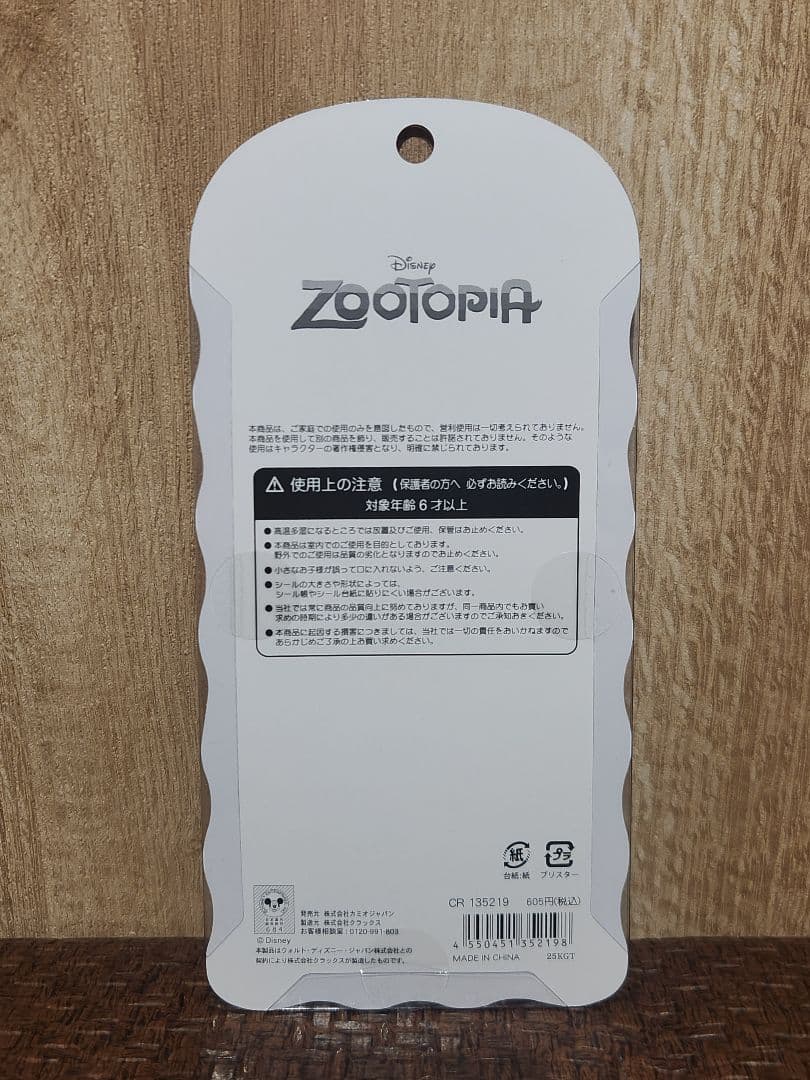 Disney
ZOOTOPIA
本商品は、ご家庭での使用のみを意図したもので、営利使用は一切考えられておりません。
本商品を使用して別の商品を飾り、販売することは許諾されておりません。そのような
使用はキャラクターの著作権侵害となり、明確に禁じられております。
⚠ 使用上の注意 (保護者の方へ 必ずお読みください。)
対象年齢6才以上
●高温多湿になるところでは放置及びご使用、保管はお止めください。
●本商品は室内でのご使用を目的としております。
野外でのご使用は品質の劣化となりますのでお止めください。
●小さなお子様が誤って口に入れないよう、ご注意ください。
●シールの大きさや形状によっては、
シール帳やシール台紙に貼りにくい場合がございます。
●当社では常に商品の品質向上に努めておりますが、同一商品内でもお買い
求めの時期により多少の違いがある場合がございますのでご承知おきください。
●本商品に起因する損害につきましては、当社では一切の責任をおいかねますので
あらかじめご了承の上お買い求めください。
紙 プラ
台紙:紙 ブリスター
CR 135219 605円(税込)
発売元 株式会社カミオジャパン
製造元 株式会社クラックス
お客様相談室:0120-991-803
684
© Disney
本製品はウォルト・ディズニー・ジャパン株式会社との
契約により株式会社クラックスが製造したものです。
4 550451 352198
MADE IN CHINA 25KGT